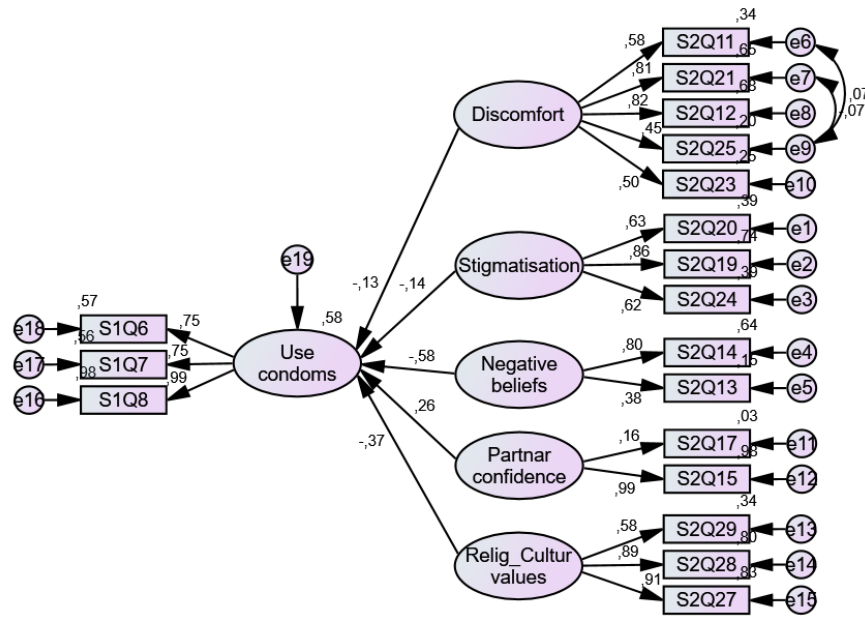 ,34
,58
S2Q11
e6
,65
,81
S2Q21
e7
,68
,07
,82
S2Q12
e8
-,07
Discomfort
,20
,45
S2Q25
e9
,25
,50
S2Q23
e10
,39
,63
S2Q20
e1
,74
,86
Stigmatisation
S2Q19
e2
,39
,62
S2Q24
e3
e19
-,13
-,14
,57
,58
e18
S1Q6
,75
,56
e17
S1Q7
,75
Use
condoms
,98
e16
S1Q8
,99
-,58
,26
-,37
,64
,80
S2Q14
e4
Negative
beliefs
,15
,38
S2Q13
e5
,03
,16
S2Q17
e11
Partnar
confidence
,98
,99
S2Q15
e12
,34
,58
S2Q29
e13
Relig_Cultur
values
,80
,89
S2Q28
e14
,83
,91
S2Q27
e15